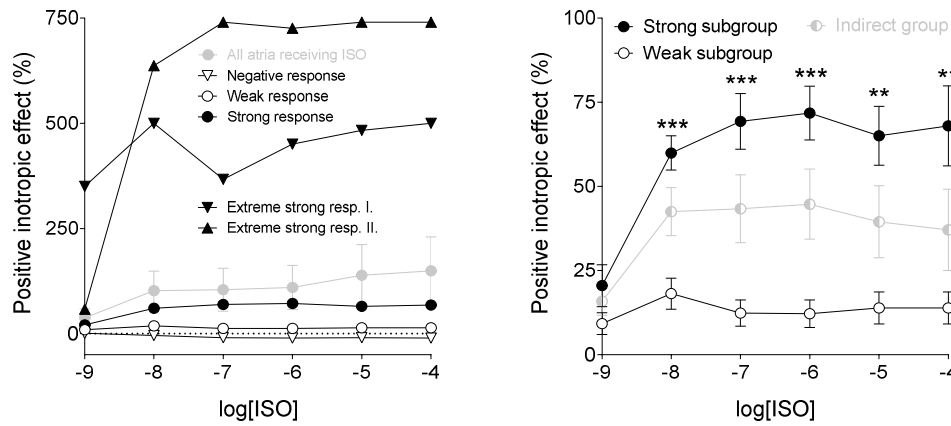 Positive inotropic effect (%)
750
500
250
0
All atria receiving ISO
Negative response
Weak response
Strong response
Extreme strong resp. I.
Extreme strong resp. II.
-9 -8 -7 -6 -5 -4
log[ISO]
Positive inotropic effect (%)
100
75
50
25
0
Strong subgroup
Weak subgroup
Indirect group
***
***
***
**
**
-9 -8 -7 -6 -5 -4
log[ISO]